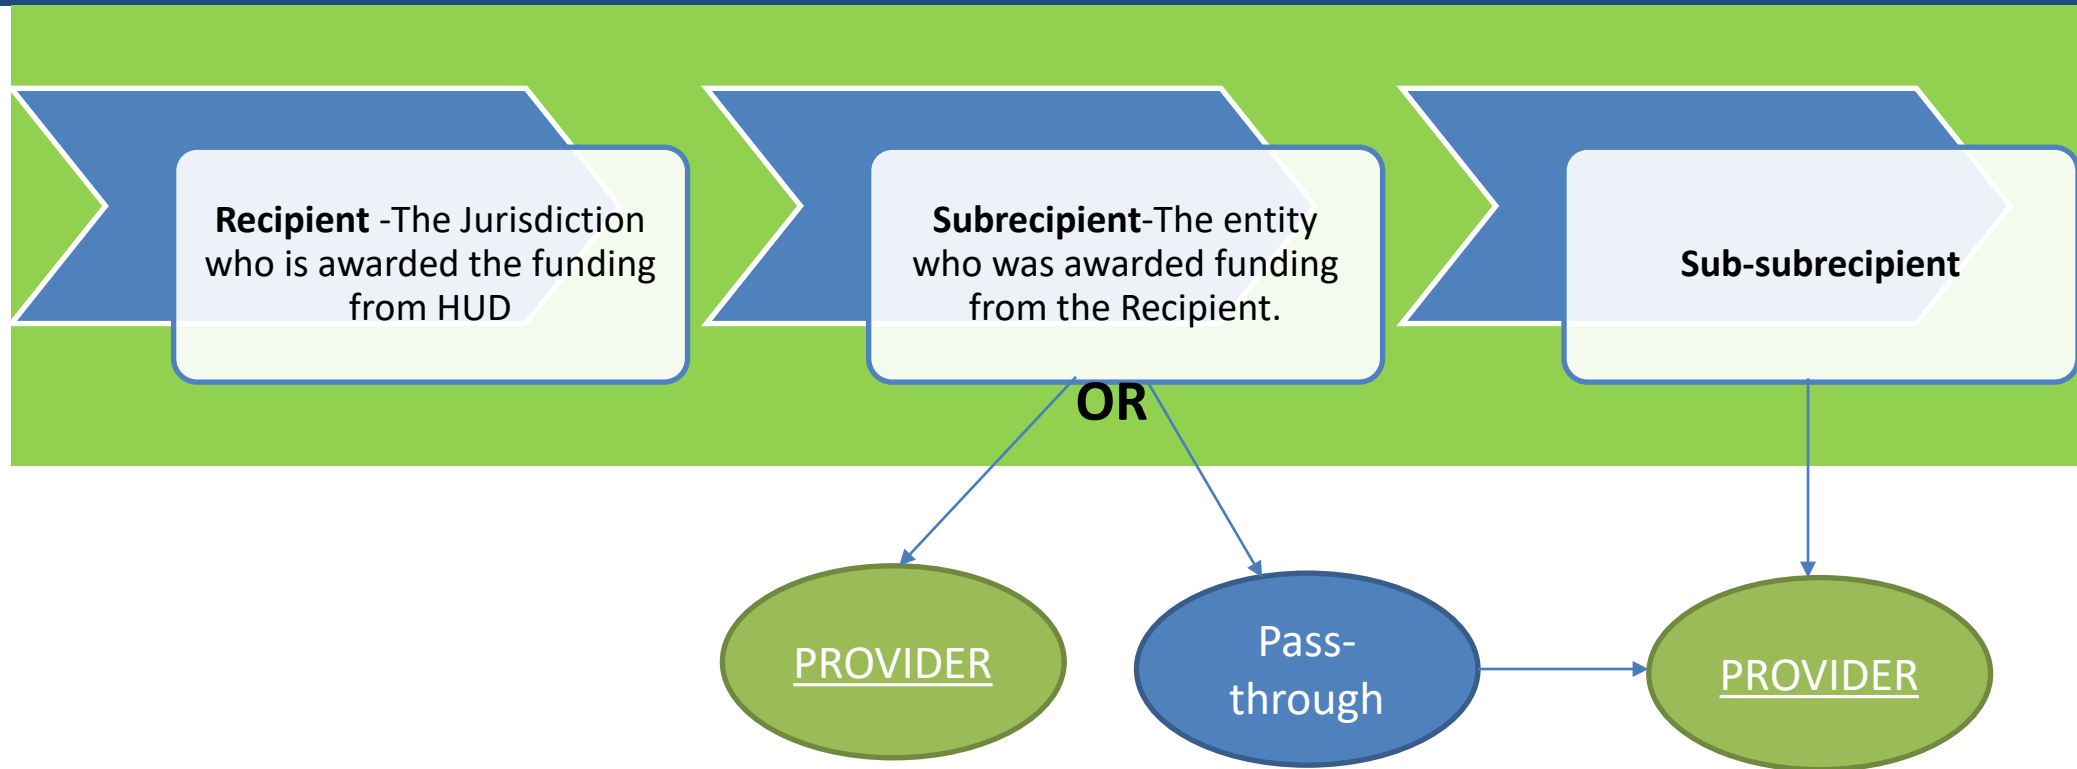 Recipient -The Jurisdiction
who is awarded the funding
from HUD
Subrecipient-The entity
who was awarded funding
from the Recipient.
Sub-subrecipient
OR
PROVIDER
Pass-
through
PROVIDER